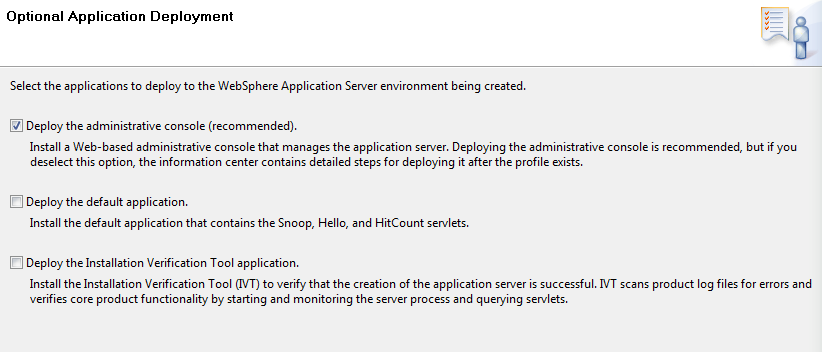 Optional Application Deployment
Select the applications to deploy to the WebSphere Application Server environment being created.
Deploy the administrative console (recommended).
Install a Web-based administrative console that manages the application server. Deploying the administrative console is recommended, but if you
deselect this option, the information center contains detailed steps for deploying it after the profile exists.
Deploy the default application.
Install the default application that contains the Snoop, Hello, and HitCount servlets.
Deploy the Installation Verification Tool application.
Install the Installation Verification Tool (IVT) to verify that the creation of the application server is successful. IVT scans product log files for errors and
verifies core product functionality by starting and monitoring the server process and querying servlets.